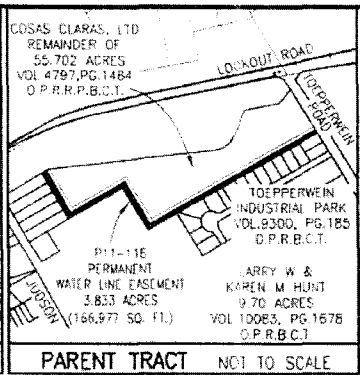 COSAS CLARAS, LTD
REMAINDER OF
55.702 ACRES
VOL 4797, PG.1484
O.P.R.R.P.B.C.T.
LOOKOUT ROAD
TOEPPERWEIN
ROAD
TOEPPERWEIN
INDUSTRIAL PARK
VOL.9300, PG.185
D.P.R.B.C.T.
P11-116
PERMANENT
WATER LINE EASEMENT
3.833 ACRES
(166,977 SQ. FT.)
LARRY W &
KAREN M HUNT
9.70 ACRES
VOL 10083, PG.1678
O.P.R.B.C.T
PARENT TRACT NOT TO SCALE